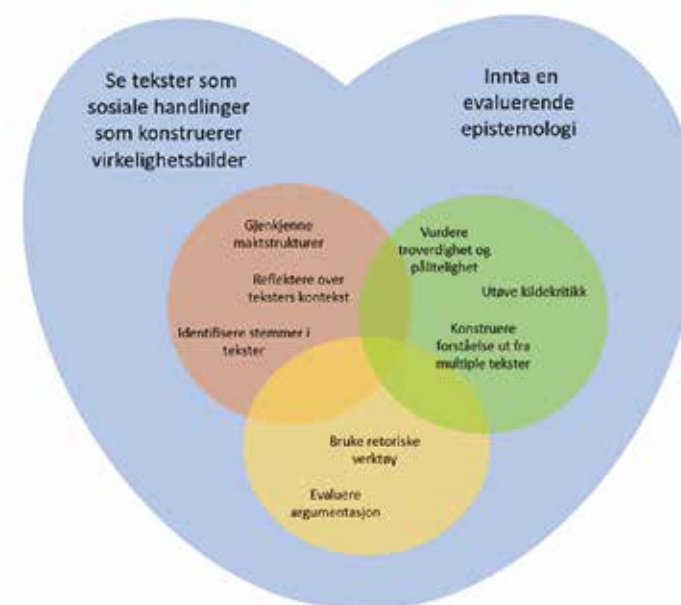 Se tekster som
sosiale handlinger
som konstruerer
virkelighetsbilder
Innta en
evaluerende
epistemologi
Gjenkjenne
maktstrukturer
Reflektere over
teksters kontekst
Identifisere stemmer i
tekster
Vurdere
troverdighet og
pålitelighet
Utøve kildekritikk
Konstruere
forståelse ut fra
multiple tekster
Bruke retoriske
verktøy
Evaluere
argumentasjon